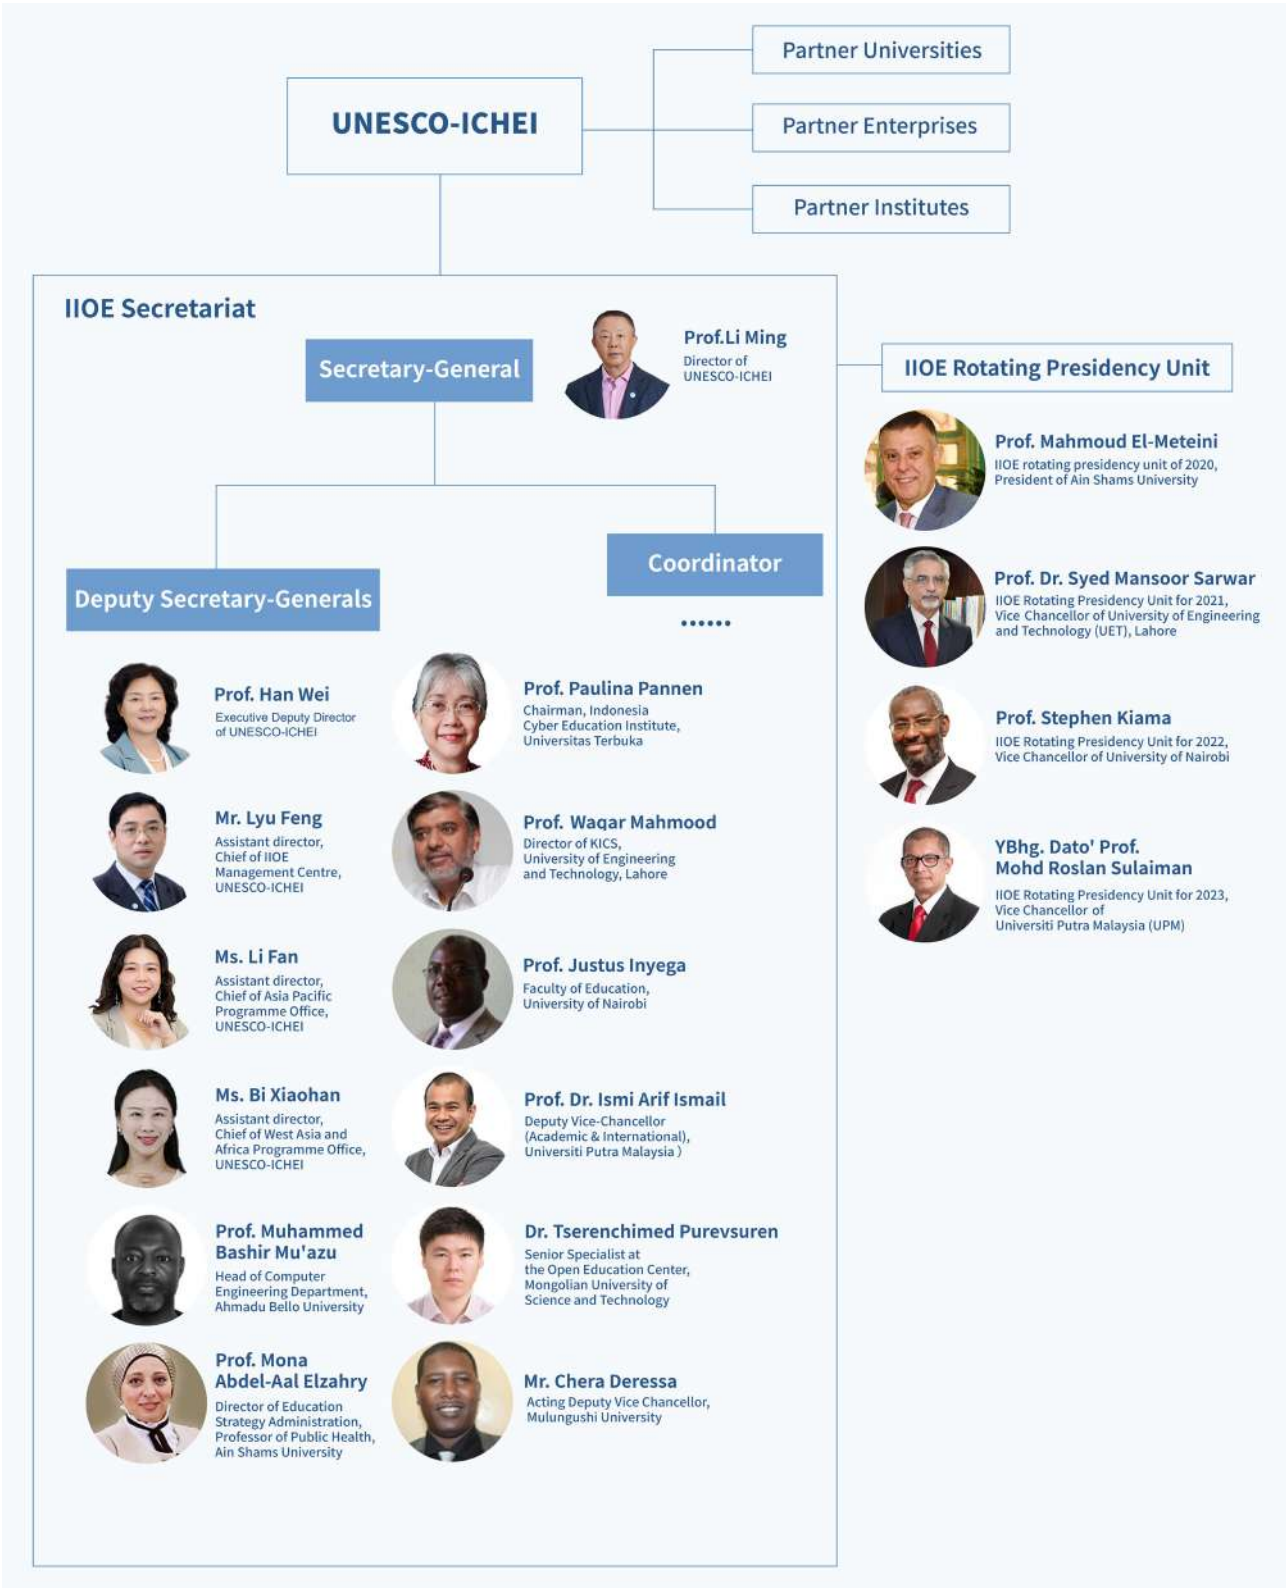 UNESCO-ICHEI
Partner Universities
Partner Enterprises
Partner Institutes
IIOE Secretariat
Secretary-General
Prof.Li Ming
Director of
UNESCO-ICHEI
Deputy Secretary-Generals
Coordinator
......
Prof. Han Wei
Executive Deputy Director
of UNESCO-ICHEI
Mr. Lyu Feng
Assistant director,
Chief of IIOE
Management Centre,
UNESCO-ICHEI
Ms. Li Fan
Assistant director,
Chief of Asia Pacific
Programme Office,
UNESCO-ICHEI
Ms. Bi Xiaohan
Assistant director,
Chief of West Asia and
Africa Programme Office,
UNESCO-ICHEI
Prof. Muhammed
Bashir Mu'azu
Head of Computer
Engineering Department,
Ahmadu Bello University
Prof. Mona
Abdel-Aal Elzahry
Director of Education
Strategy Administration,
Professor of Public Health,
Ain Shams University
Prof. Paulina Pannen
Chairman, Indonesia
Cyber Education Institute,
Universitas Terbuka
Prof. Waqar Mahmood
Director of KICS,
University of Engineering
and Technology, Lahore
Prof. Justus Inyega
Faculty of Education,
University of Nairobi
Prof. Dr. Ismi Arif Ismail
Deputy Vice-Chancellor
(Academic & International),
Universiti Putra Malaysia )
Dr. Tserenchimed Purevsuren
Senior Specialist at
the Open Education Center,
Mongolian University of
Science and Technology
Mr. Chera Deressa
Acting Deputy Vice Chancellor,
Mulungushi University
IIOE Rotating Presidency Unit
Prof. Mahmoud El-Meteini
IIOE rotating presidency unit of 2020,
President of Ain Shams University
Prof. Dr. Syed Mansoor Sarwar
IIOE Rotating Presidency Unit for 2021,
Vice Chancellor of University of Engineering
and Technology (UET), Lahore
Prof. Stephen Kiama
IIOE Rotating Presidency Unit for 2022,
Vice Chancellor of University of Nairobi
YBhg. Dato' Prof.
Mohd Roslan Sulaiman
IIOE Rotating Presidency Unit for 2023,
Vice Chancellor of
Universiti Putra Malaysia (UPM)